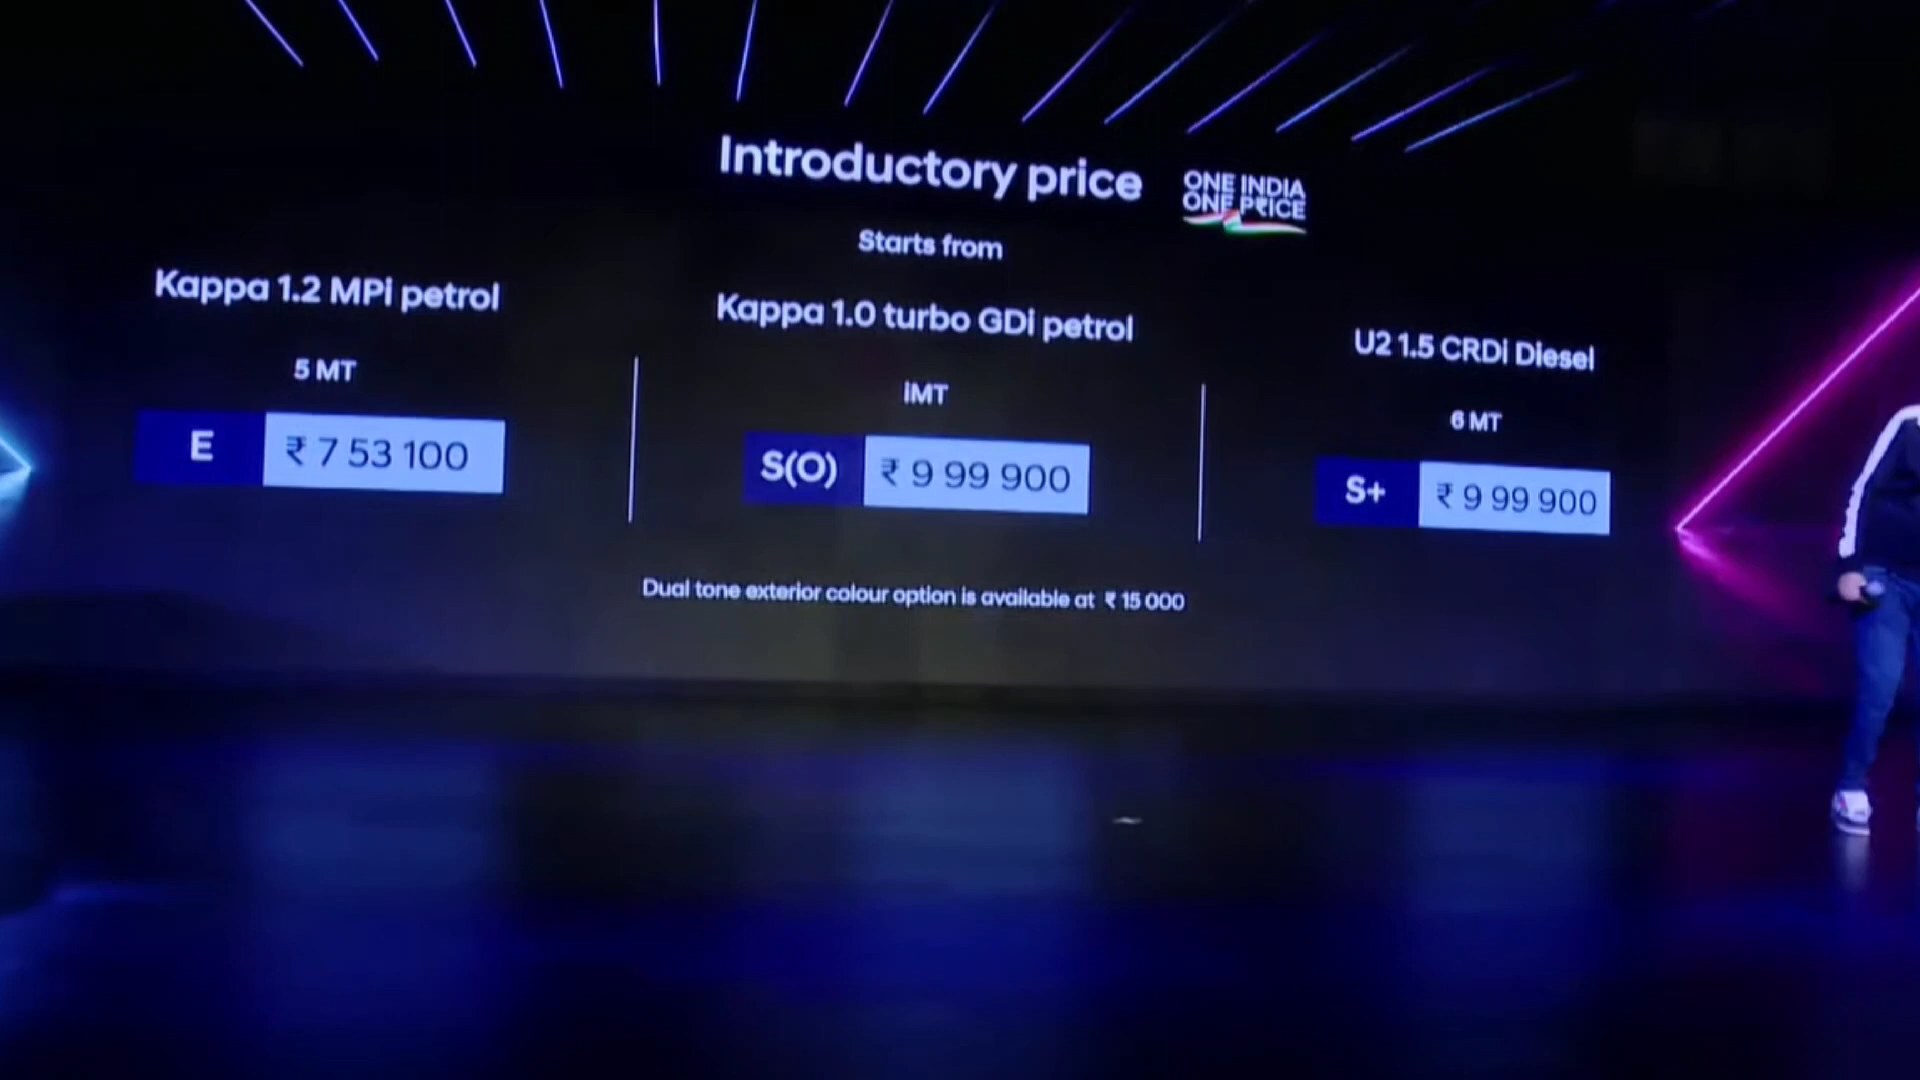 Introductory price
ONE INDIA
ONE PRICE
Starts from
Kappa 1.2 MPi petrol
5 MT
E
₹ 7 53 100
Kappa 1.0 turbo GDi petrol
iMT
S(O)
₹ 9 99 900
U2 1.5 CRDi Diesel
6 MT
S+
₹ 9 99 900
Dual tone exterior colour option is available at ₹ 15 000